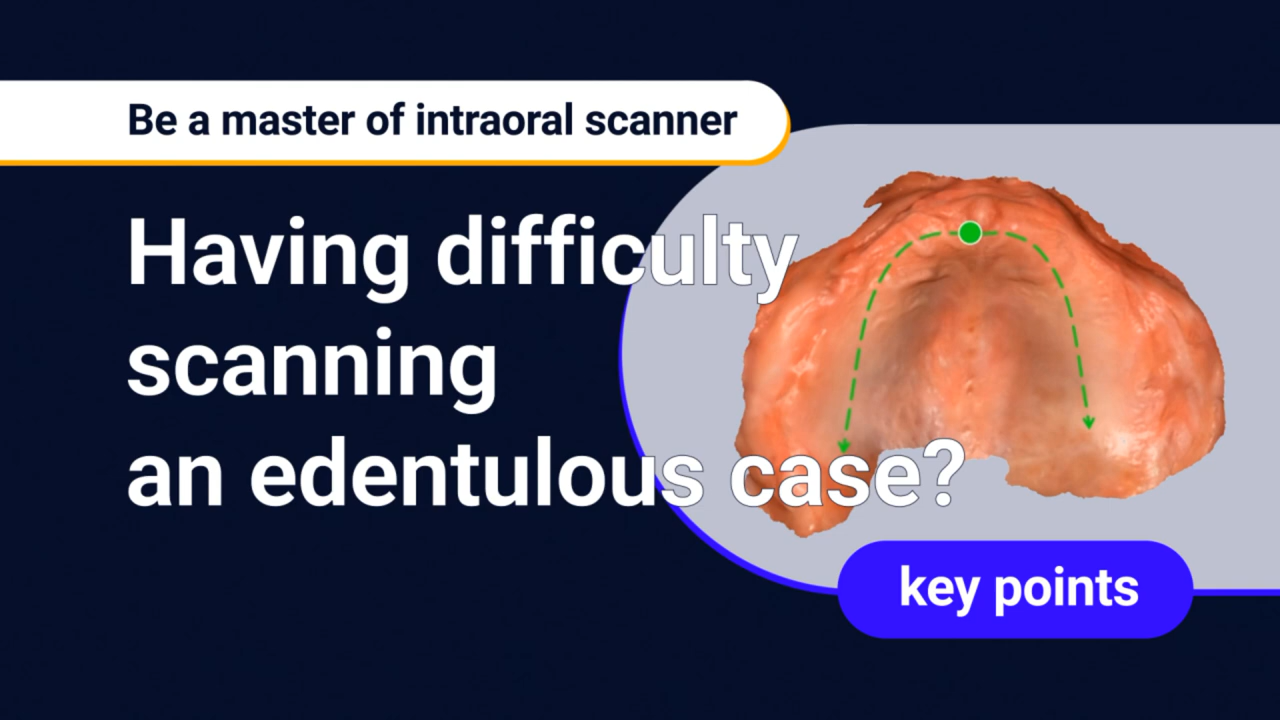 Be a master of intraoral scanner
Having difficulty
scanning
an edentulous case?
key points